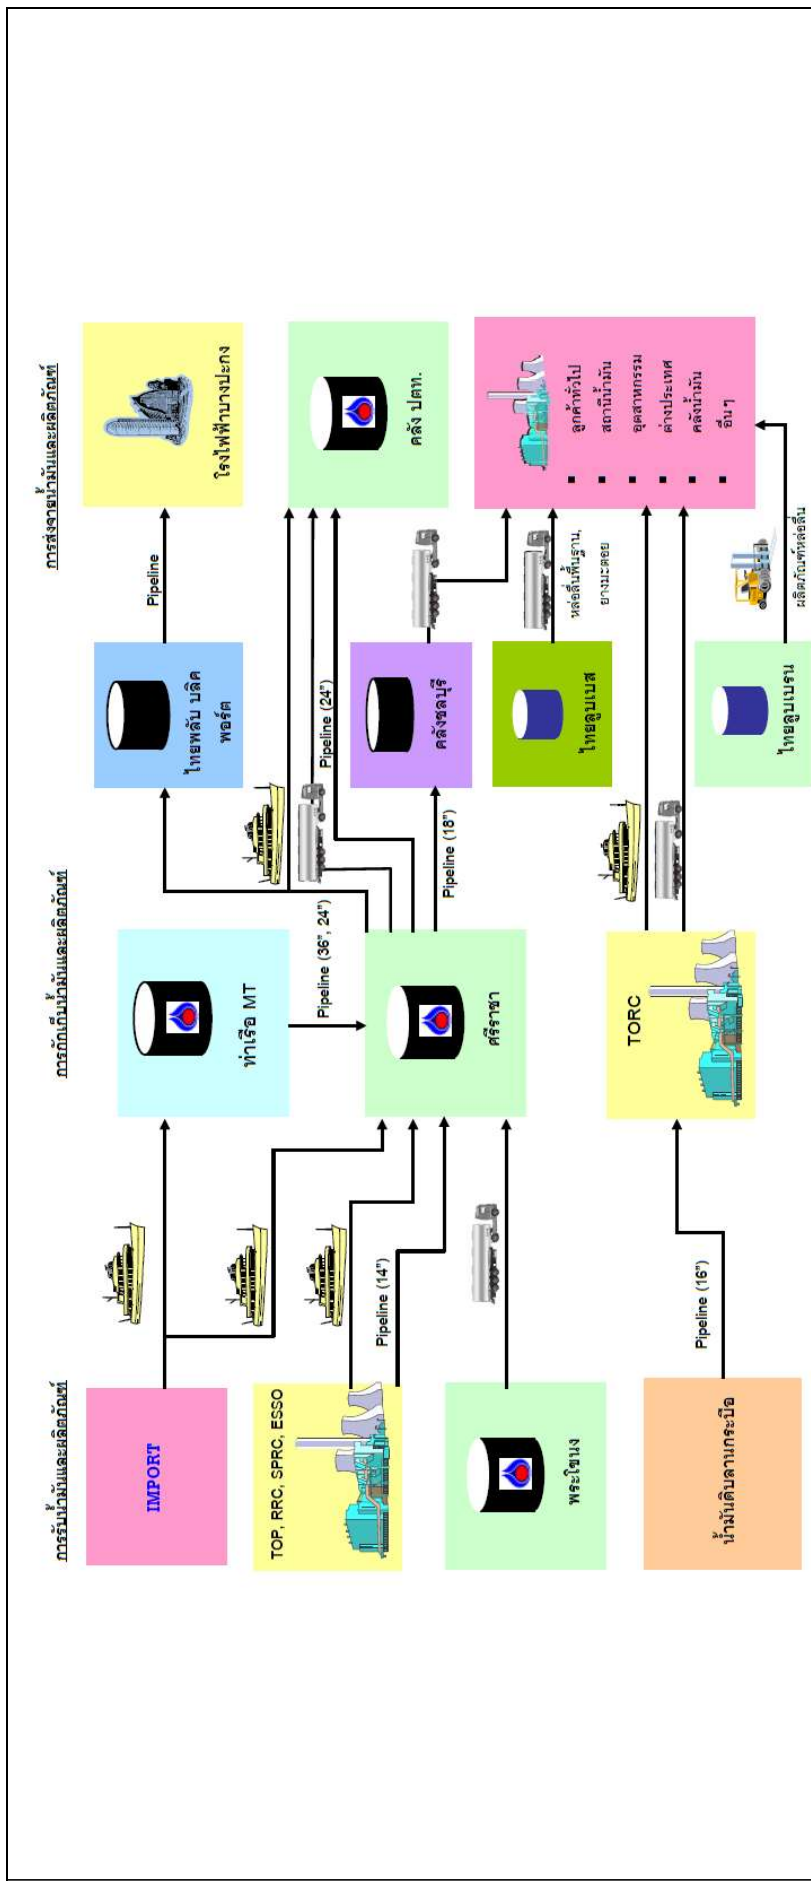 การรับน้ำมันและผลิตภัณฑ์
การกักเก็บน้ำมันและผลิตภัณฑ์
การส่งจ่ายน้ำมันและผลิตภัณฑ์
IMPORT
ท่าเรือ MT
ไทยพลับ บลิค
พอร์ต
Pipeline
โรงไฟฟ้าบางปะกง
TOP, RRC, SPRC, ESSO
Pipeline (14”)
Pipeline (36”, 24”)
ศรีราชา
Pipeline (24”)
คลัง ปตท.
Pipeline (18”)
คลังชลบุรี
พระโขนง
ไทยลูบเบส
หล่อลื่นพื้นฐาน,
ยางมะตอย
▪ ลูกค้าทั่วไป
▪ สถานีน้ำมัน
▪ อุตสาหกรรม
▪ ต่างประเทศ
▪ คลังน้ำมัน
▪ อื่นๆ
น้ำมันดิบลานกระบือ
Pipeline (16”)
TORC
ไทยลูบเบรน
ผลิตภัณฑ์หล่อลื่น